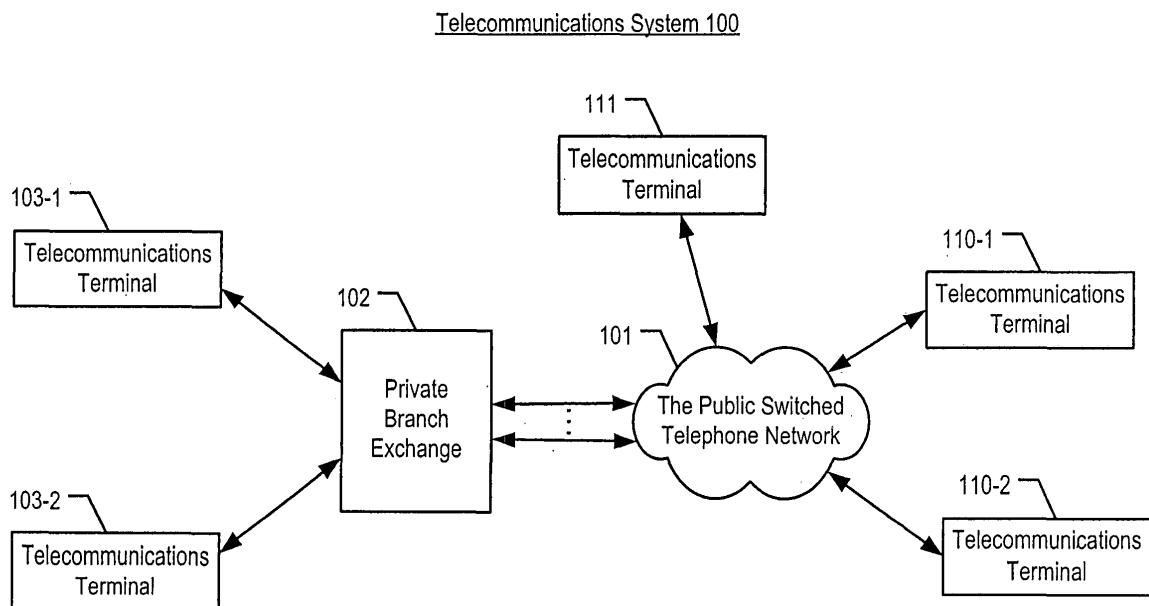 Telecommunications System 100
111
Telecommunications
Terminal
103-1
Telecommunications
Terminal
110-1
Telecommunications
Terminal
102
Private
Branch
Exchange
101
The Public Switched
Telephone Network
103-2
Telecommunications
Terminal
110-2
Telecommunications
Terminal